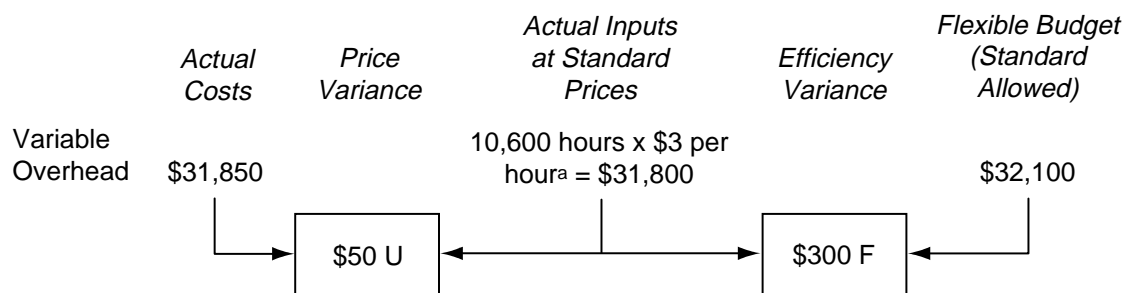 Actual
Costs
Price
Variance
Actual Inputs
at Standard
Prices
Efficiency
Variance
Flexible Budget
(Standard
Allowed)
Variable
Overhead
$31,850
10,600 hours x $3 per
hourª = $31,800
$32,100
$50 U
$300 F